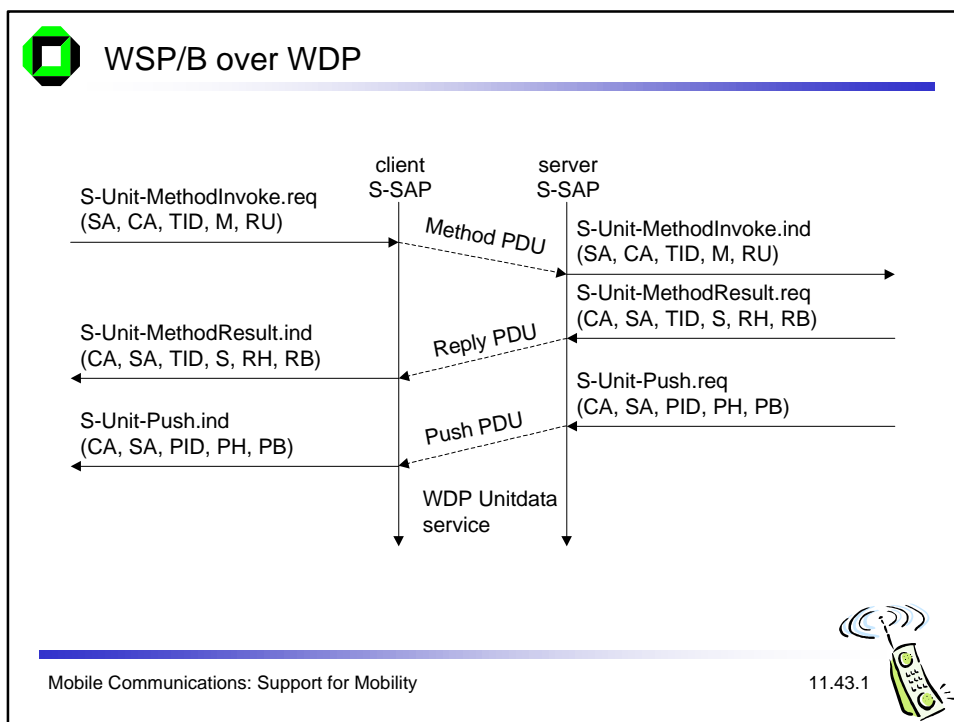 WSP/B over WDP
client
S-SAP
server
S-SAP
S-Unit-MethodInvoke.req
(SA, CA, TID, M, RU)
Method PDU
S-Unit-MethodInvoke.ind
(SA, CA, TID, M, RU)
S-Unit-MethodResult.req
(CA, SA, TID, S, RH, RB)
S-Unit-MethodResult.ind
(CA, SA, TID, S, RH, RB)
Reply PDU
S-Unit-Push.req
(CA, SA, PID, PH, PB)
S-Unit-Push.ind
(CA, SA, PID, PH, PB)
Push PDU
WDP Unitdata
service
Mobile Communications: Support for Mobility
11.43.1